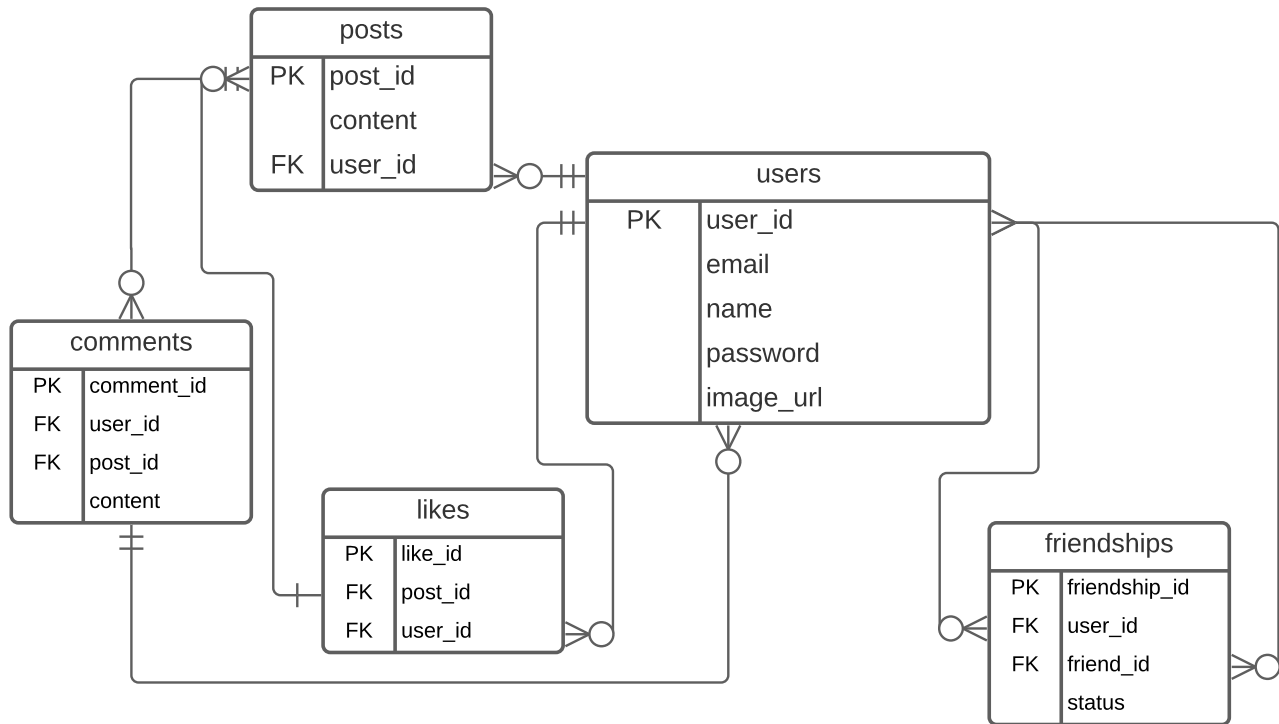 posts
PK post_id
content
FK user_id
users
PK user_id
email
name
password
image_url
comments
PK comment_id
FK user_id
FK post_id
content
likes
PK like_id
FK post_id
FK user_id
friendships
PK friendship_id
FK user_id
FK friend_id
status